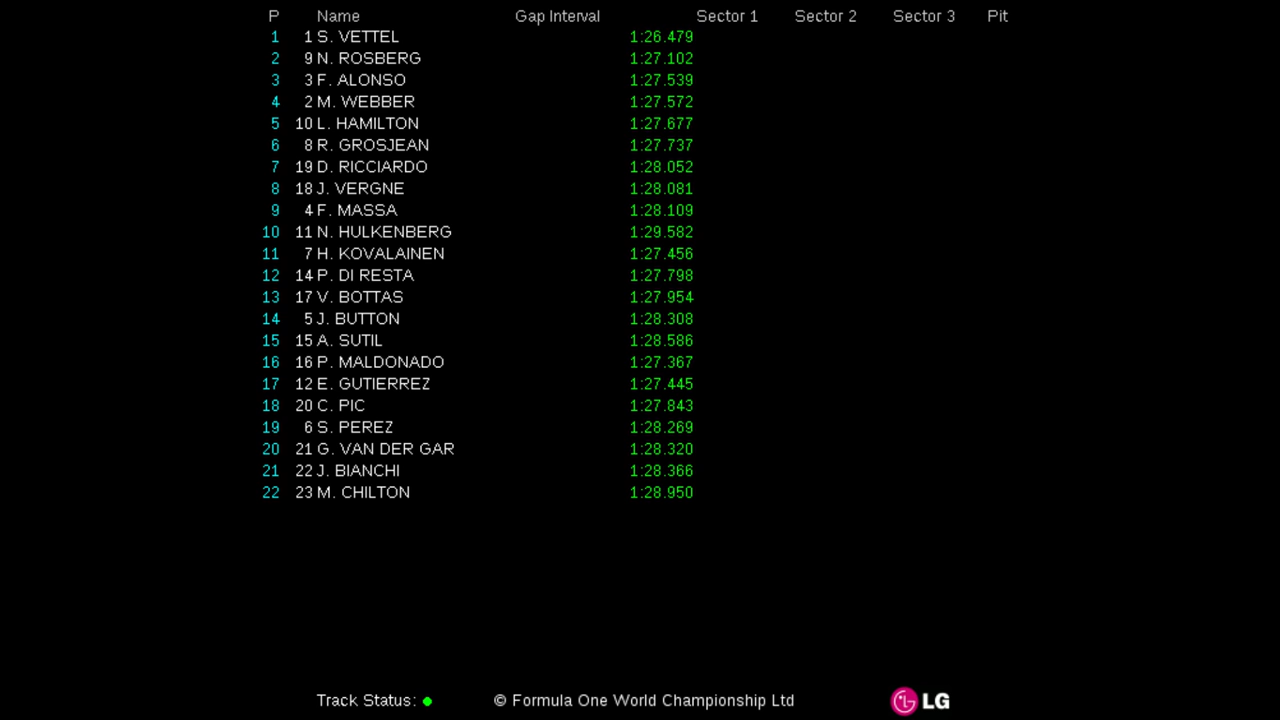 P Name Gap Interval Sector 1 Sector 2 Sector 3 Pit
1 1 S. VETTEL 1:26.479
2 9 N. ROSBERG 1:27.102
3 3 F. ALONSO 1:27.539
4 2 M. WEBBER 1:27.572
5 10 L. HAMILTON 1:27.677
6 8 R. GROSJEAN 1:27.737
7 19 D. RICCIARDO 1:28.052
8 18 J. VERGNE 1:28.081
9 4 F. MASSA 1:28.109
10 11 N. HULKENBERG 1:29.582
11 7 H. KOVALAINEN 1:27.456
12 14 P. DI RESTA 1:27.798
13 17 V. BOTTAS 1:27.954
14 5 J. BUTTON 1:28.308
15 15 A. SUTIL 1:28.586
16 16 P. MALDONADO 1:27.367
17 12 E. GUTIERREZ 1:27.445
18 20 C. PIC 1:27.843
19 6 S. PEREZ 1:28.269
20 21 G. VAN DER GAR 1:28.320
21 22 J. BIANCHI 1:28.366
22 23 M. CHILTON 1:28.950
Track Status: © Formula One World Championship Ltd LG